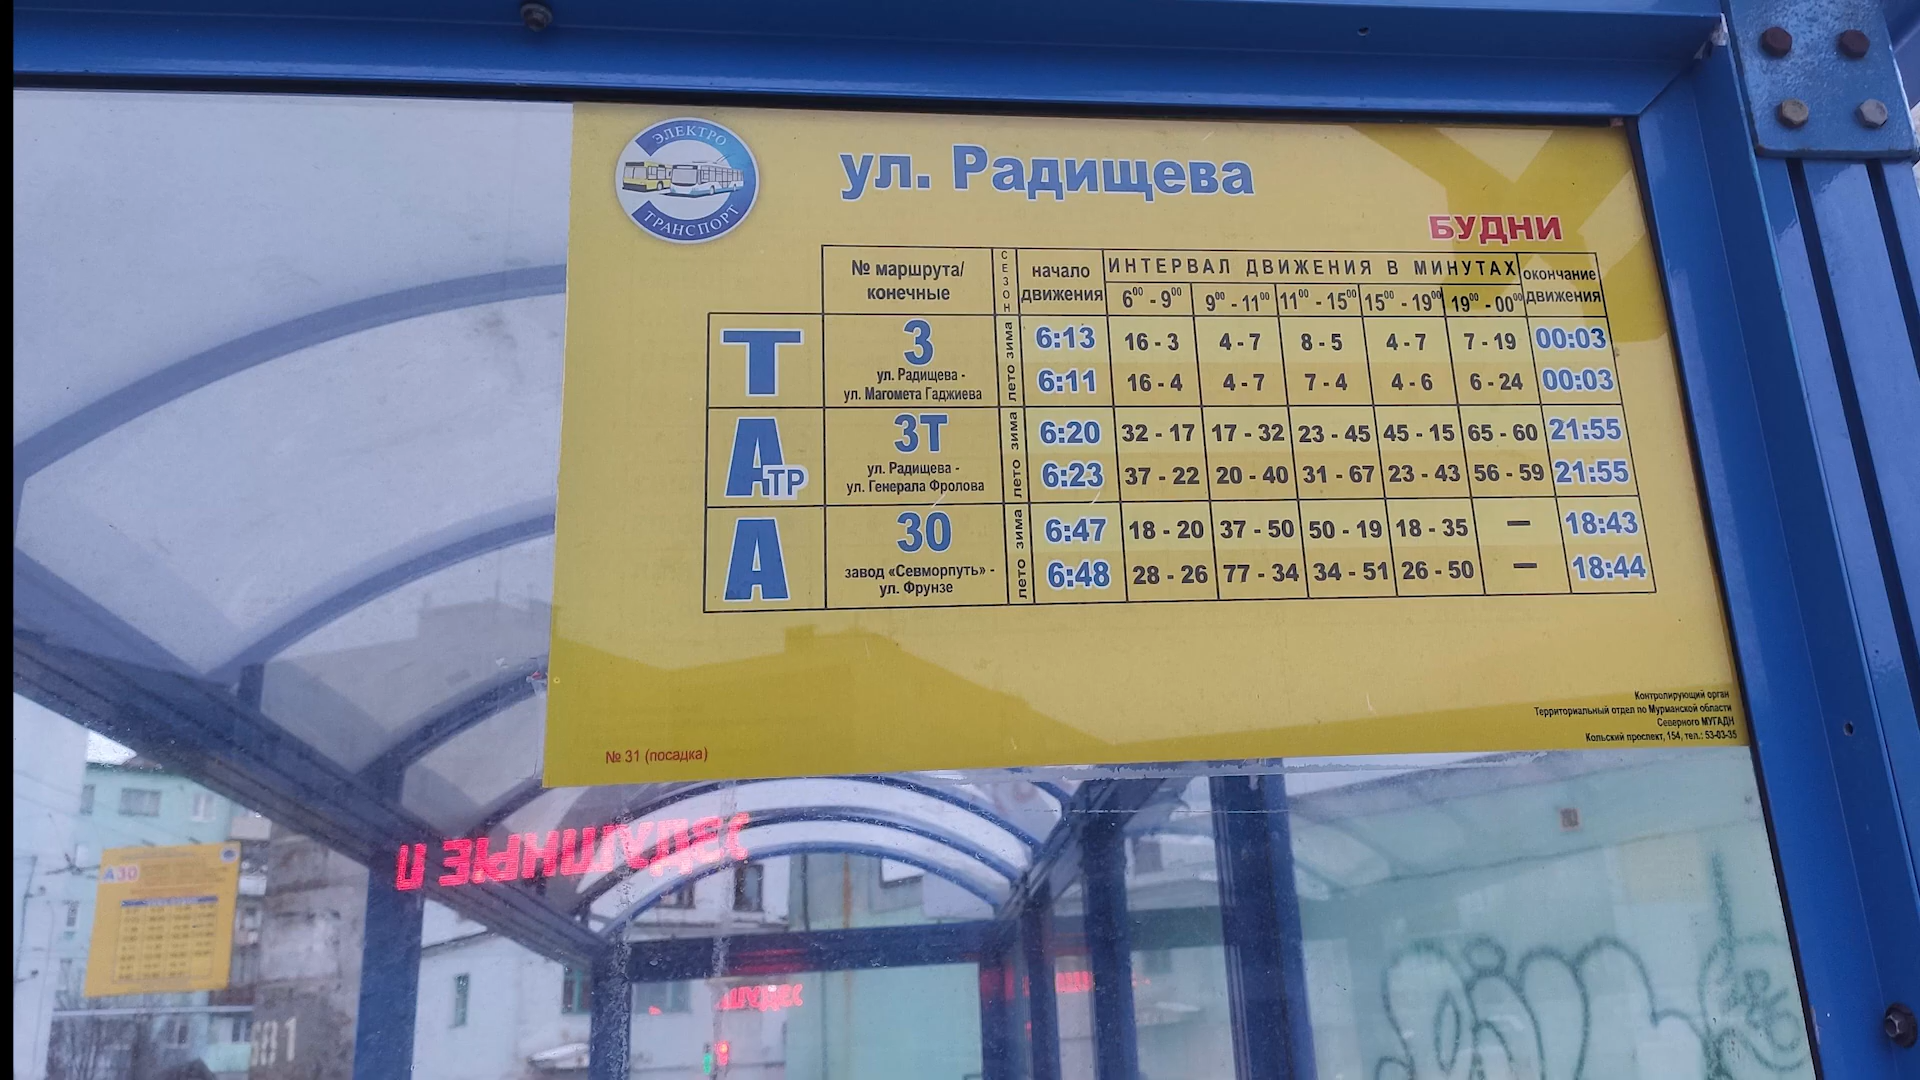 ЭЛЕКТРО
ТРАНСПОРТ
ул. Радищева
БУДНИ
№ маршрута/ конечные
СЕЗОН
начало движения
ИНТЕРВАЛ ДВИЖЕНИЯ В МИНУТАХ
окончание движения
6⁰⁰ - 9⁰⁰ 9⁰⁰ - 11⁰⁰ 11⁰⁰ - 15⁰⁰ 15⁰⁰ - 19⁰⁰ 19⁰⁰ - 00⁰⁰
Т
3
ул. Радищева -
ул. Магомета Гаджиева
зима 6:13 16 - 3 4 - 7 8 - 5 4 - 7 7 - 19 00:03
лето 6:11 16 - 4 4 - 7 7 - 4 4 - 6 6 - 24 00:03
АТР
3Т
ул. Радищева -
ул. Генерала Фролова
зима 6:20 32 - 17 17 - 32 23 - 45 45 - 15 65 - 60 21:55
лето 6:23 37 - 22 20 - 40 31 - 67 23 - 43 56 - 59 21:55
А
30
завод «Севморпуть» -
ул. Фрунзе
зима 6:47 18 - 20 37 - 50 50 - 19 18 - 35 — 18:43
лето 6:48 28 - 26 77 - 34 34 - 51 26 - 50 — 18:44
Контролирующий орган
Территориальный отдел по Мурманской области
Северного МУГАДН
Кольский проспект, 154, тел.: 53-03-35
№ 31 (посадка)
А30